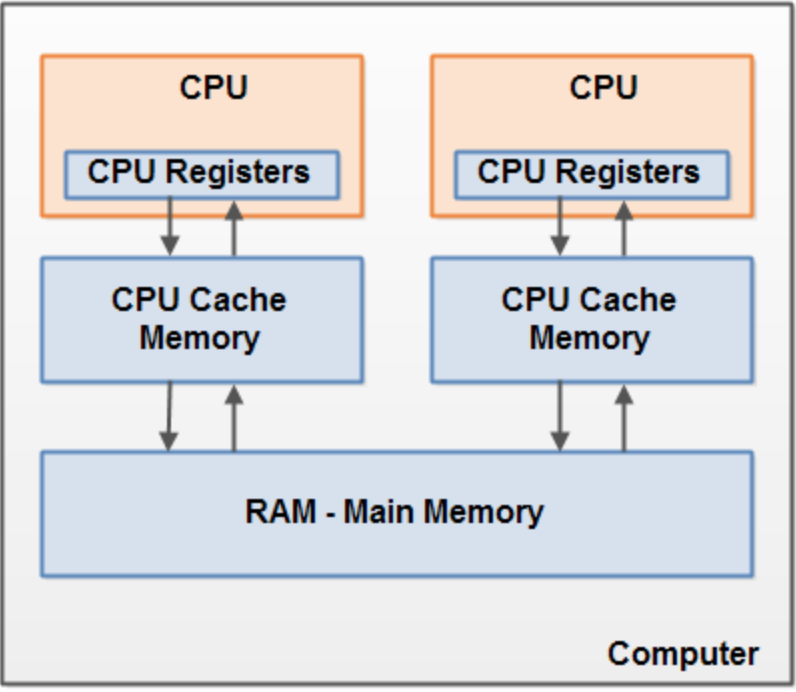 CPU
CPU
CPU Registers
CPU Registers
CPU Cache
Memory
CPU Cache
Memory
RAM - Main Memory
Computer